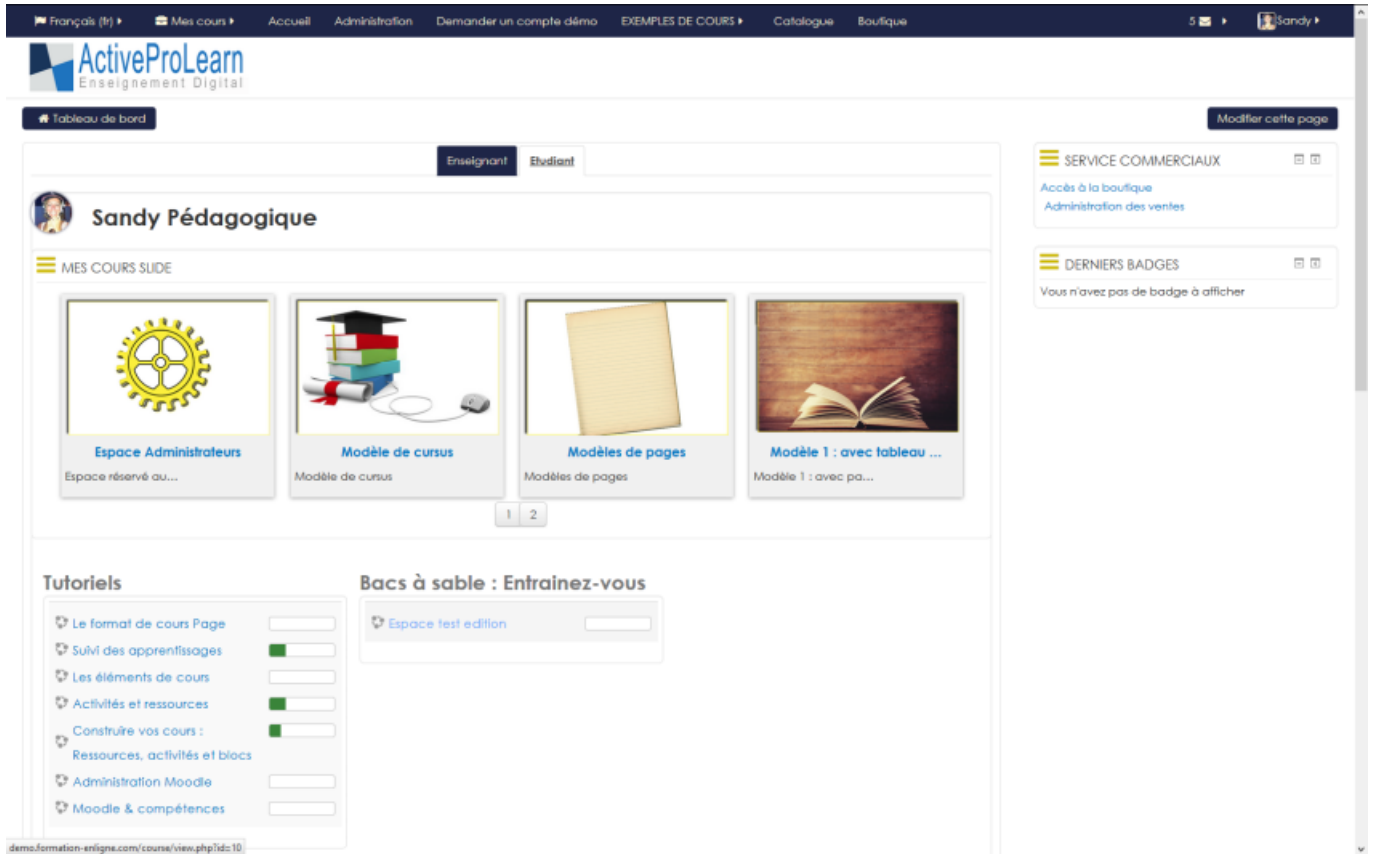 Français (fr) Mes cours Accueil Administration Demander un compte démo EXEMPLES DE COURS Catalogue Boutique 5 Sandy
ActiveProLearn
Enseignement Digital
Tableau de bord
Modifier cette page
Enseignant Etudiant
Sandy Pédagogique
MES COURS SLIDE
Espace Administrateurs
Espace réservé au...
Modèle de cursus
Modèle de cursus
Modèles de pages
Modèles de pages
Modèle 1 : avec tableau ...
Modèle 1 : avec pa...
1 2
Tutoriels
Le format de cours Page
Suivi des apprentissages
Les éléments de cours
Activités et ressources
Construire vos cours :
Ressources, activités et blocs
Administration Moodle
Moodle & compétences
Bacs à sable : Entrainez-vous
Espace test edition
SERVICE COMMERCIAUX
Accès à la boutique
Administration des ventes
DERNIERS BADGES
Vous n'avez pas de badge à afficher
demo.formation-enligne.com/course/view.php?id=10